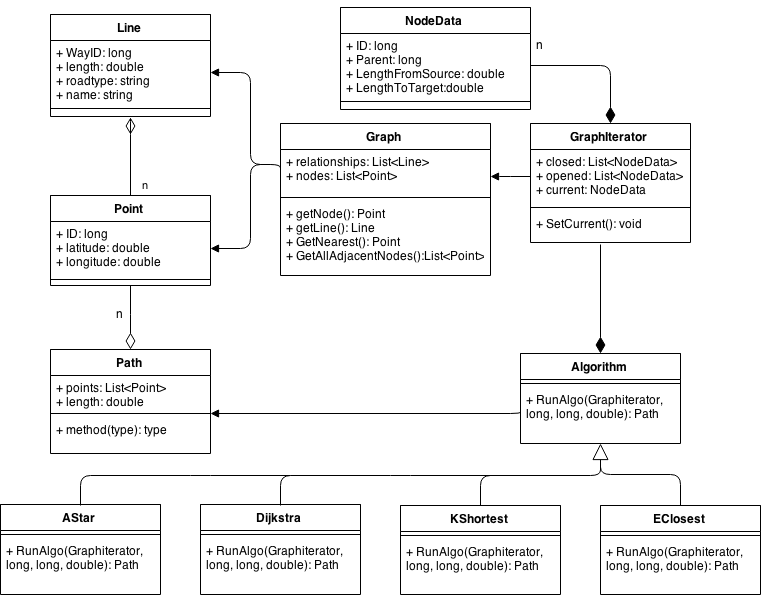 Line
+ WayID: long
+ length: double
+ roadtype: string
+ name: string
NodeData
+ ID: long
+ Parent: long
+ LengthFromSource: double
+ LengthToTarget:double
n
Graph
+ relationships: List<Line>
+ nodes: List<Point>
+ getNode(): Point
+ getLine(): Line
+ GetNearest(): Point
+ GetAllAdjacentNodes():List<Point>
GraphIterator
+ closed: List<NodeData>
+ opened: List<NodeData>
+ current: NodeData
+ SetCurrent(): void
n
Point
+ ID: long
+ latitude: double
+ longitude: double
n
Path
+ points: List<Point>
+ length: double
+ method(type): type
Algorithm
+ RunAlgo(Graphiterator,
long, long, double): Path
AStar
+ RunAlgo(Graphiterator,
long, long, double): Path
Dijkstra
+ RunAlgo(Graphiterator,
long, long, double): Path
KShortest
+ RunAlgo(Graphiterator,
long, long, double): Path
EClosest
+ RunAlgo(Graphiterator,
long, long, double): Path